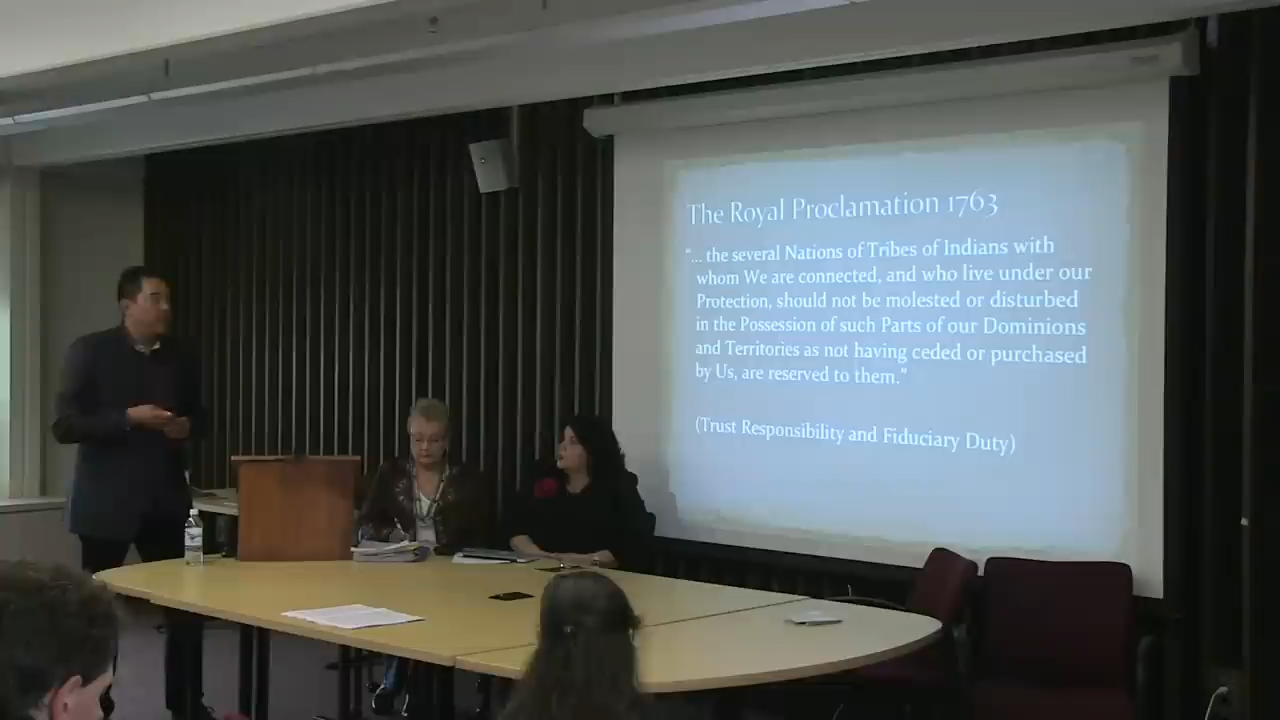 The Royal Proclamation 1763
"... the several Nations of Tribes of Indians with
whom We are connected, and who live under our
Protection, should not be molested or disturbed
in the Possession of such Parts of our Dominions
and Territories as not having ceded or purchased
by Us, are reserved to them."
(Trust Responsibility and Fiduciary Duty)